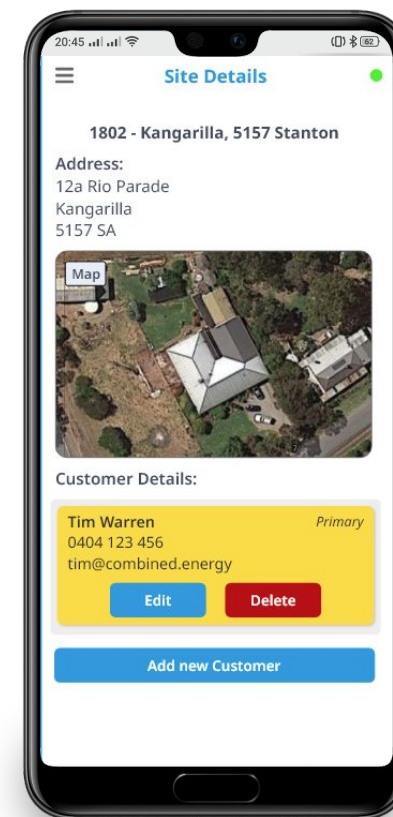 20:45 62
Site Details
1802 - Kangarilla, 5157 Stanton
Address:
12a Rio Parade
Kangarilla
5157 SA
Map
Customer Details:
Tim Warren Primary
0404 123 456
tim@combined.energy
Edit Delete
Add new Customer